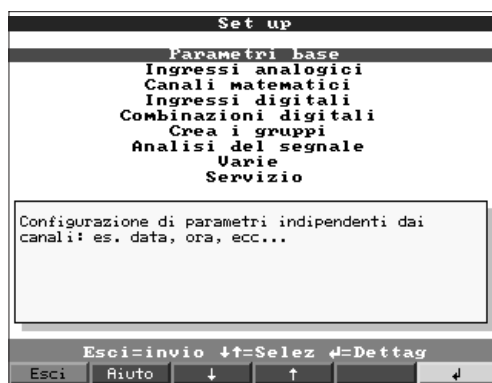 Set up
Parametri base
Ingressi analogici
Canali matematici
Ingressi digitali
Combinazioni digitali
Crea i gruppi
Analisi del segnale
Varie
Servizio
Configurazione di parametri indipendenti dai
canali: es. data, ora, ecc...
Esci=invio ↓↑=Selez ↲=Dettag
Esci Aiuto ↓ ↑ ↲